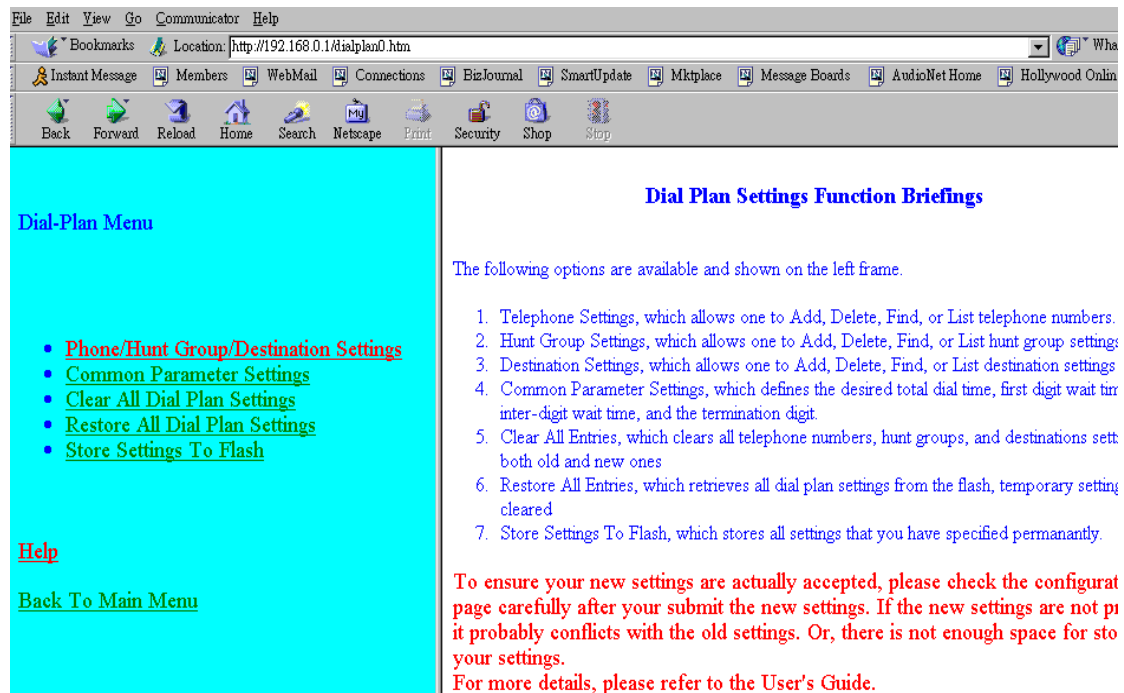 File Edit View Go Communicator Help
Bookmarks Location: http://192.168.0.1/dialplan0.htm Wha
Instant Message Members WebMail Connections BizJournal SmartUpdate Mktplace Message Boards AudioNet Home Hollywood Onlin
Back Forward Reload Home Search Netscape Print Security Shop Stop
Dial-Plan Menu
Phone/Hunt Group/Destination Settings
Common Parameter Settings
Clear All Dial Plan Settings
Restore All Dial Plan Settings
Store Settings To Flash
Help
Back To Main Menu
Dial Plan Settings Function Briefings
The following options are available and shown on the left frame.
1. Telephone Settings, which allows one to Add, Delete, Find, or List telephone numbers.
2. Hunt Group Settings, which allows one to Add, Delete, Find, or List hunt group settings
3. Destination Settings, which allows one to Add, Delete, Find, or List destination settings
4. Common Parameter Settings, which defines the desired total dial time, first digit wait tim
inter-digit wait time, and the termination digit.
5. Clear All Entries, which clears all telephone numbers, hunt groups, and destinations sett
both old and new ones
6. Restore All Entries, which retrieves all dial plan settings from the flash, temporary setting
cleared
7. Store Settings To Flash, which stores all settings that you have specified permanantly.
To ensure your new settings are actually accepted, please check the configurat
page carefully after your submit the new settings. If the new settings are not pr
it probably conflicts with the old settings. Or, there is not enough space for sto
your settings.
For more details, please refer to the User's Guide.